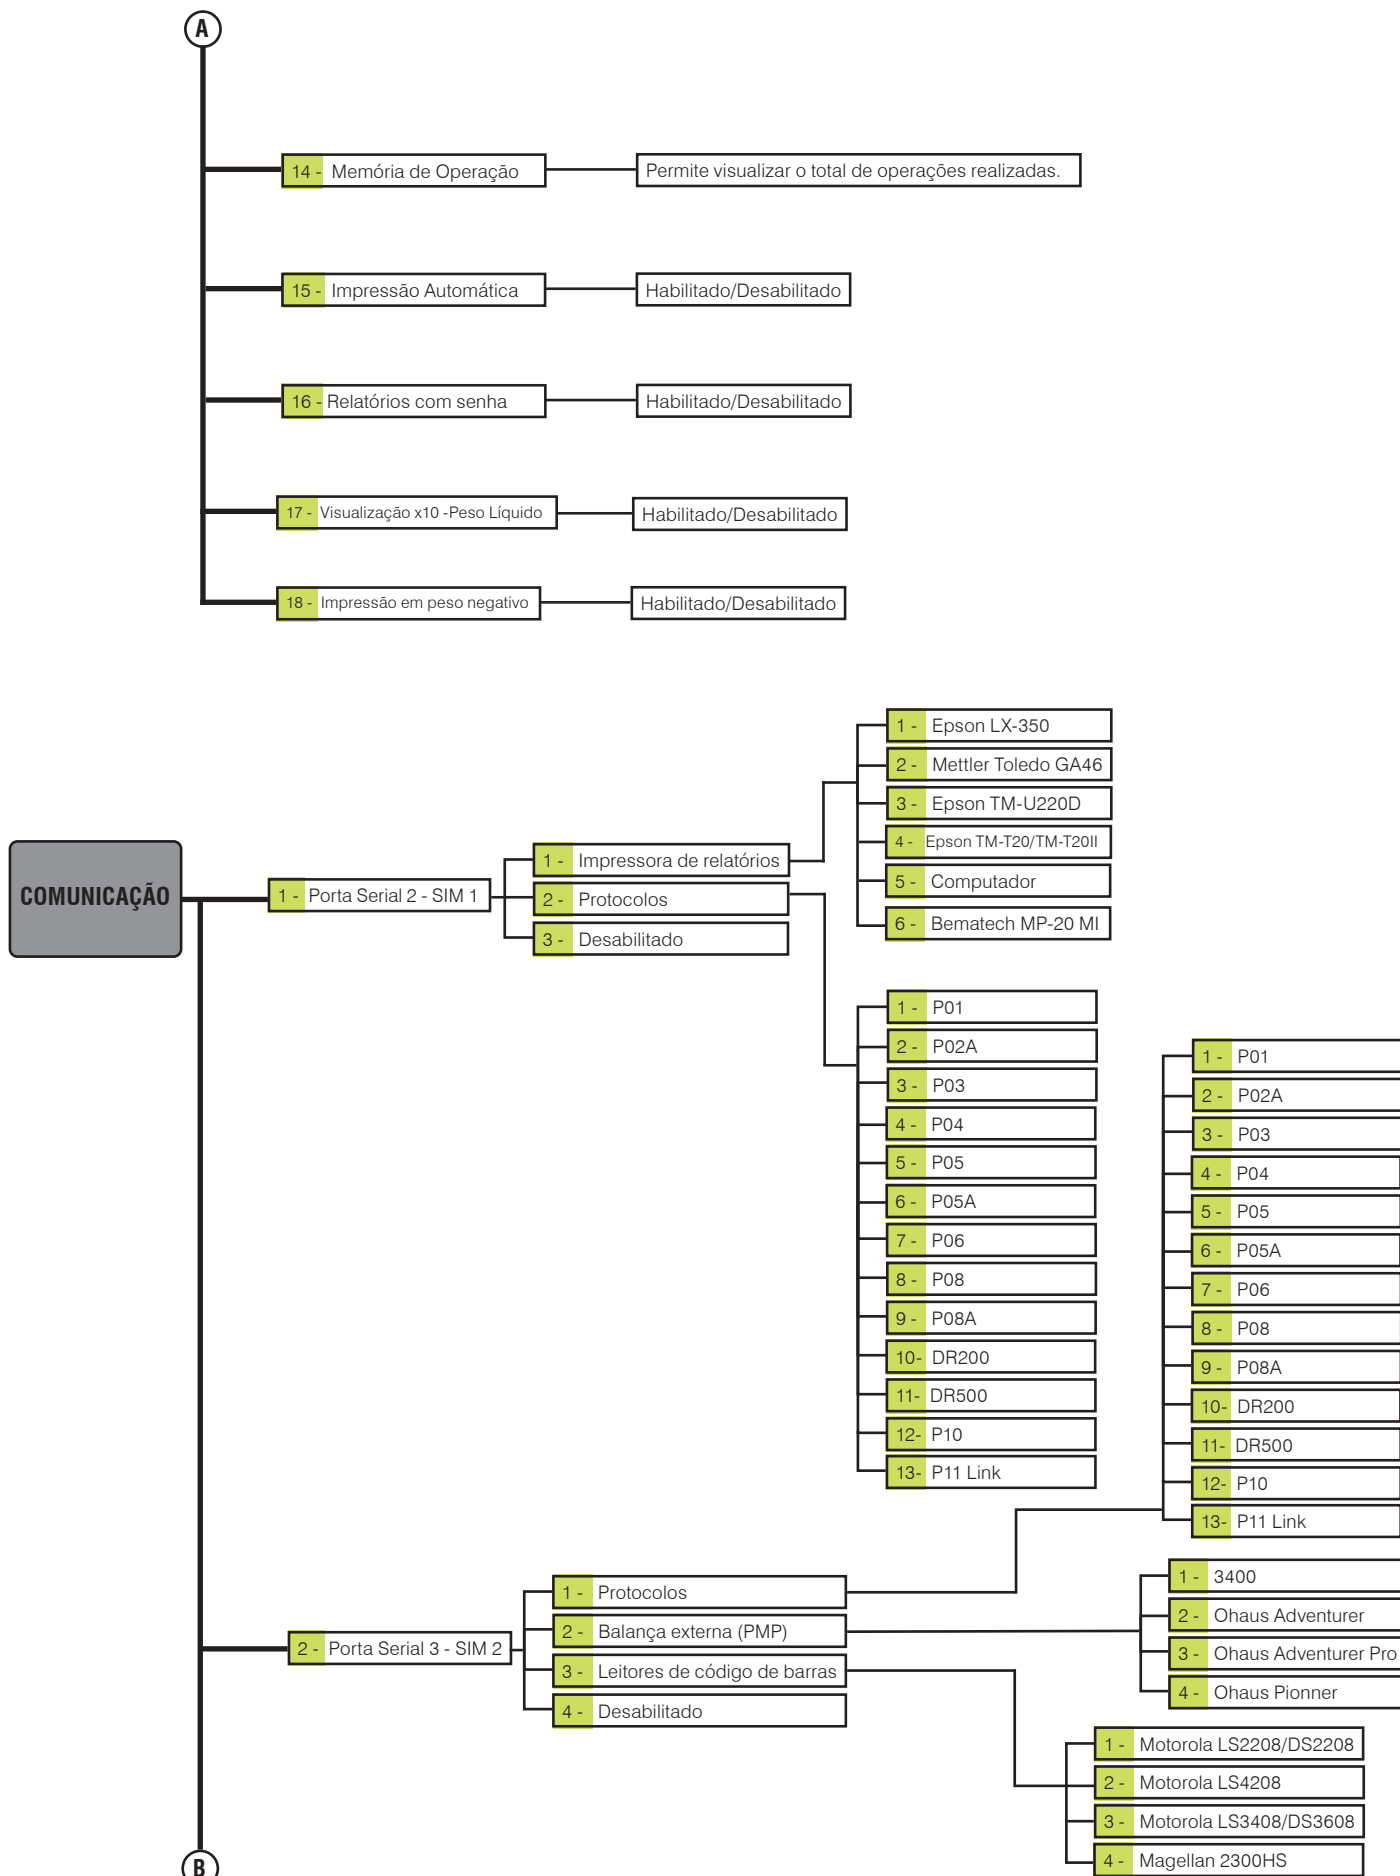 A
14 - Memória de Operação
Permite visualizar o total de operações realizadas.
15 - Impressão Automática
Habilitado/Desabilitado
16 - Relatórios com senha
Habilitado/Desabilitado
17 - Visualização x10 -Peso Líquido
Habilitado/Desabilitado
18 - Impressão em peso negativo
Habilitado/Desabilitado
COMUNICAÇÃO
1 - Porta Serial 2 - SIM 1
1 - Impressora de relatórios
2 - Protocolos
3 - Desabilitado
1 - Epson LX-350
2 - Mettler Toledo GA46
3 - Epson TM-U220D
4 - Epson TM-T20/TM-T20II
5 - Computador
6 - Bematech MP-20 MI
1 - P01
2 - P02A
3 - P03
4 - P04
5 - P05
6 - P05A
7 - P06
8 - P08
9 - P08A
10- DR200
11- DR500
12- P10
13- P11 Link
2 - Porta Serial 3 - SIM 2
1 - Protocolos
2 - Balança externa (PMP)
3 - Leitores de código de barras
4 - Desabilitado
1 - P01
2 - P02A
3 - P03
4 - P04
5 - P05
6 - P05A
7 - P06
8 - P08
9 - P08A
10- DR200
11- DR500
12- P10
13- P11 Link
1 - 3400
2 - Ohaus Adventurer
3 - Ohaus Adventurer Pro
4 - Ohaus Pionner
1 - Motorola LS2208/DS2208
2 - Motorola LS4208
3 - Motorola LS3408/DS3608
4 - Magellan 2300HS
B